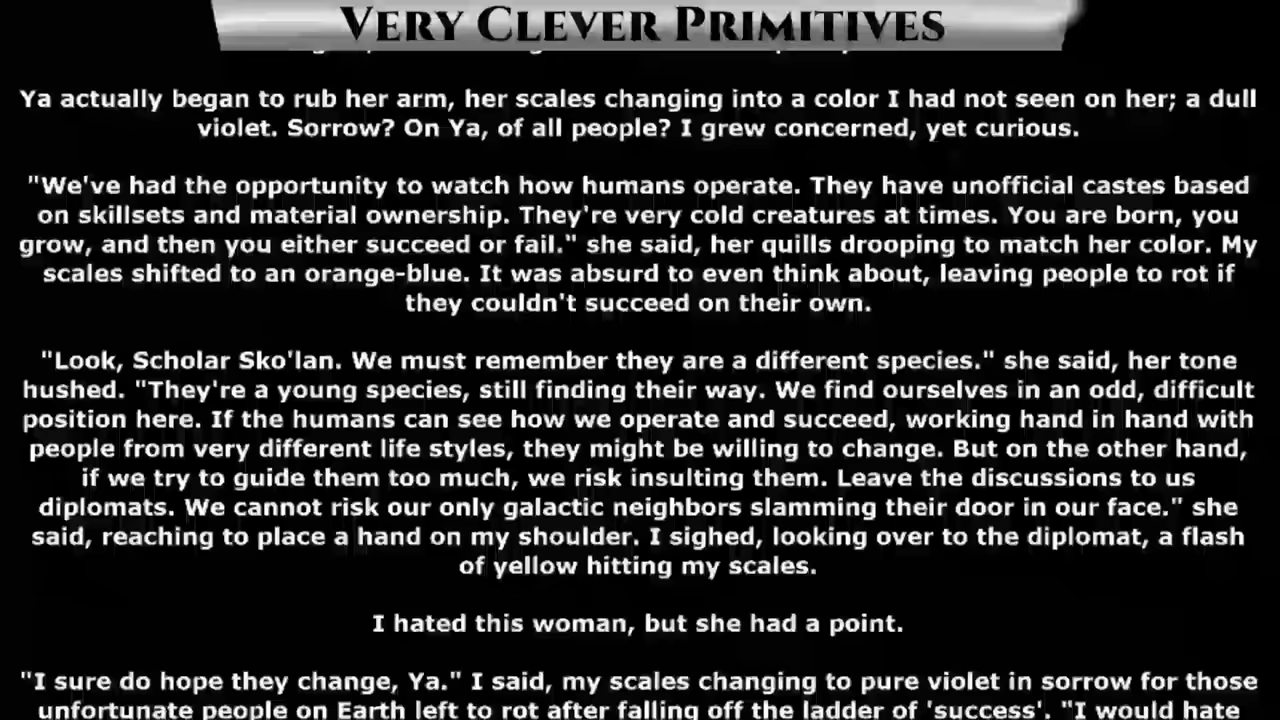 VERY CLEVER PRIMITIVES
Ya actually began to rub her arm, her scales changing into a color I had not seen on her; a dull
violet. Sorrow? On Ya, of all people? I grew concerned, yet curious.
"We've had the opportunity to watch how humans operate. They have unofficial castes based
on skillsets and material ownership. They're very cold creatures at times. You are born, you
grow, and then you either succeed or fail." she said, her quills drooping to match her color. My
scales shifted to an orange-blue. It was absurd to even think about, leaving people to rot if
they couldn't succeed on their own.
"Look, Scholar Sko'lan. We must remember they are a different species." she said, her tone
hushed. "They're a young species, still finding their way. We find ourselves in an odd, difficult
position here. If the humans can see how we operate and succeed, working hand in hand with
people from very different life styles, they might be willing to change. But on the other hand,
if we try to guide them too much, we risk insulting them. Leave the discussions to us
diplomats. We cannot risk our only galactic neighbors slamming their door in our face." she
said, reaching to place a hand on my shoulder. I sighed, looking over to the diplomat, a flash
of yellow hitting my scales.
I hated this woman, but she had a point.
"I sure do hope they change, Ya." I said, my scales changing to pure violet in sorrow for those
unfortunate people on Earth left to rot after falling off the ladder of 'success'. "I would hate